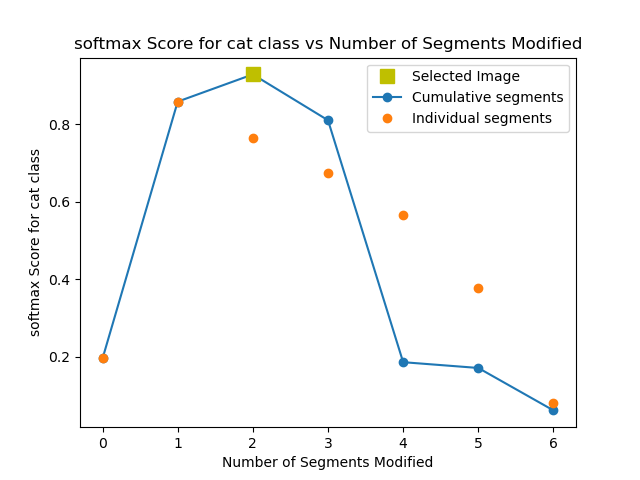 softmax Score for cat class vs Number of Segments Modified
Selected Image
Cumulative segments
Individual segments
softmax Score for cat class
0.8
0.6
0.4
0.2
0 1 2 3 4 5 6
Number of Segments Modified